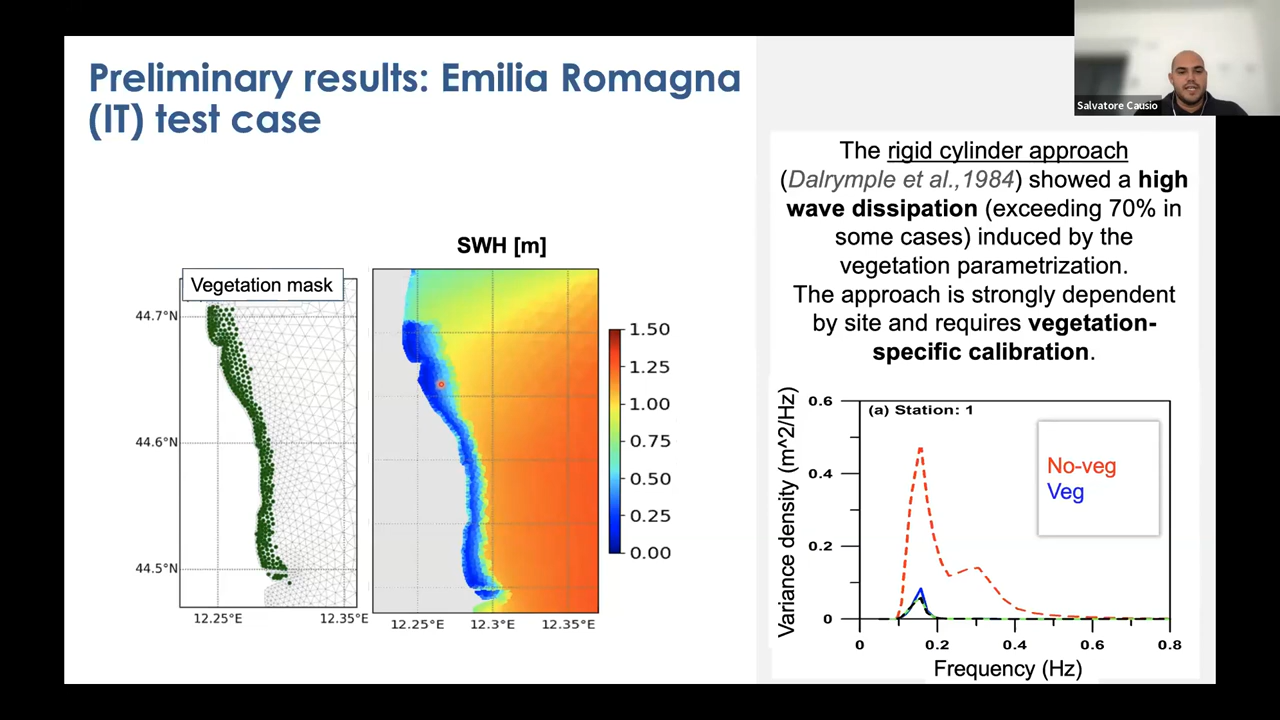 Preliminary results: Emilia Romagna
(IT) test case
Salvatore Causio
The rigid cylinder approach
(Dalrymple et al.,1984) showed a high
wave dissipation (exceeding 70% in
some cases) induced by the
vegetation parametrization.
The approach is strongly dependent
by site and requires vegetation-
specific calibration.
SWH [m]
Vegetation mask
44.7°N
44.6°N
44.5°N
12.25°E
12.35°E
12.25°E
12.3°E
12.35°E
1.50
1.25
1.00
0.75
0.50
0.25
0.00
Variance density (m^2/Hz)
0.6
0.4
0.2
0
(a) Station: 1
No-veg
Veg
0
0.2
0.4
0.6
0.8
Frequency (Hz)